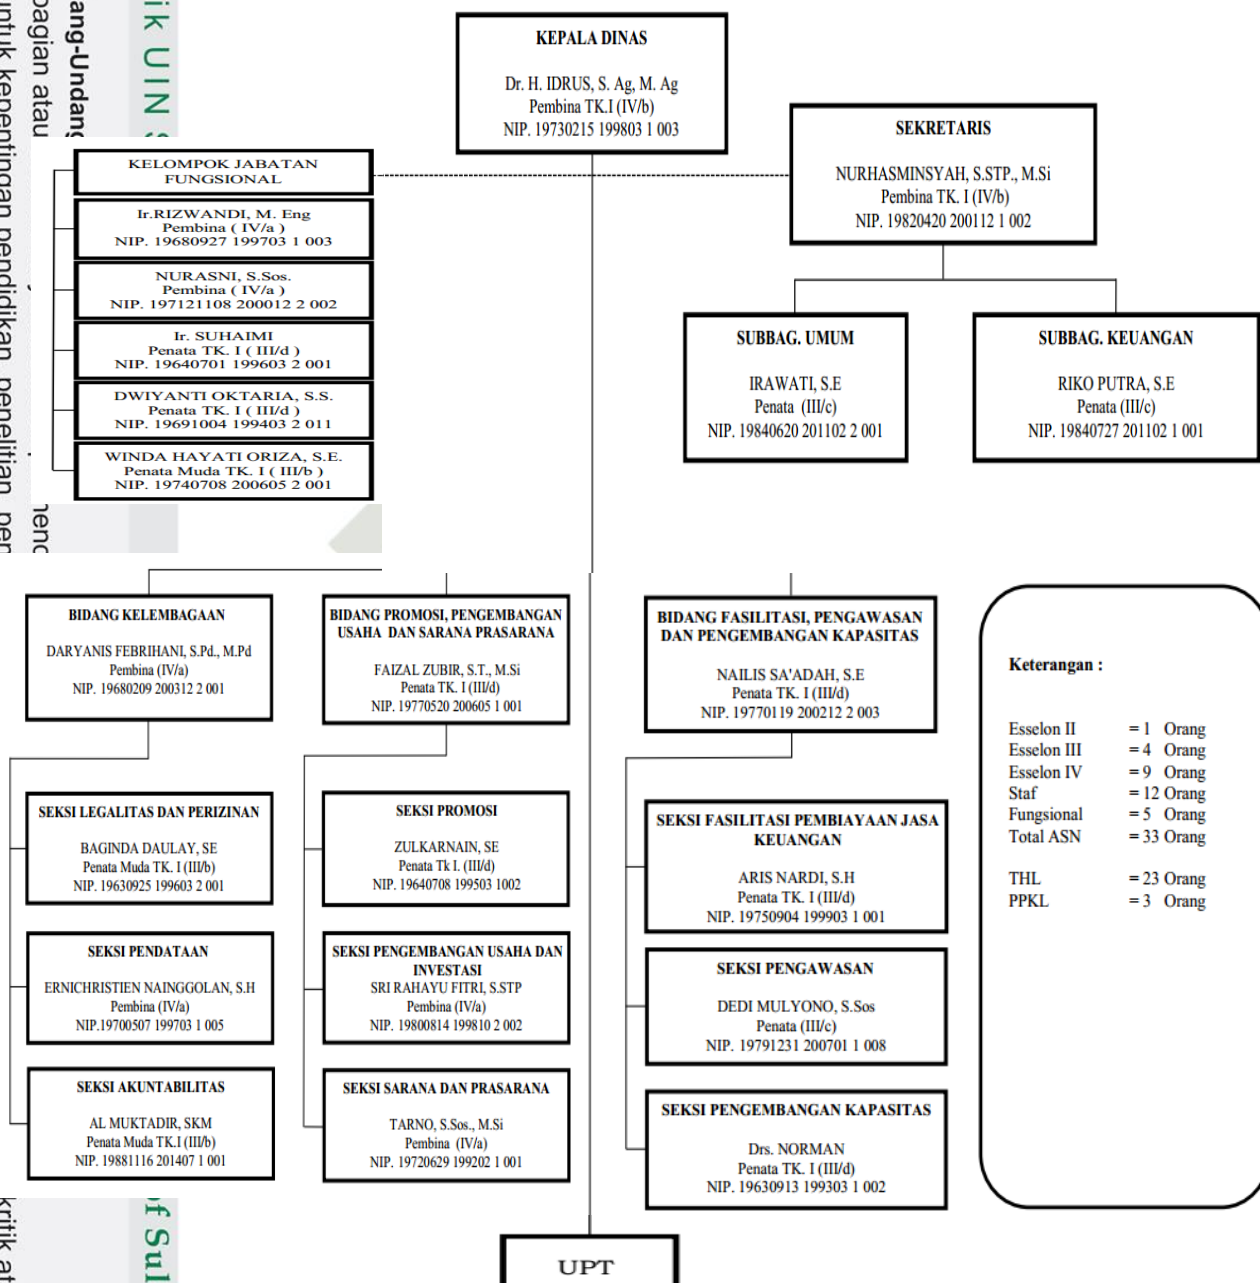 KEPALA DINAS
Dr. H. IDRUS, S. Ag, M. Ag
Pembina TK.I (IV/b)
NIP. 19730215 199803 1 003
SEKRETARIS
NURHASMINSYAH, S.STP., M.Si
Pembina TK. I (IV/b)
NIP. 19820420 200112 1 002
KELOMPOK JABATAN
FUNGSIONAL
Ir.RIZWANDI, M. Eng
Pembina ( IV/a )
NIP. 19680927 199703 1 003
NURASNI, S.Sos.
Pembina ( IV/a )
NIP. 197121108 200012 2 002
Ir. SUHAIMI
Penata TK. I ( III/d )
NIP. 19640701 199603 2 001
DWIYANTI OKTARIA, S.S.
Penata TK. I ( III/d )
NIP. 19691004 199403 2 011
WINDA HAYATI ORIZA, S.E.
Penata Muda TK. I ( III/b )
NIP. 19740708 200605 2 001
SUBBAG. UMUM
IRAWATI, S.E
Penata (III/c)
NIP. 19840620 201102 2 001
SUBBAG. KEUANGAN
RIKO PUTRA, S.E
Penata (III/c)
NIP. 19840727 201102 1 001
BIDANG KELEMBAGAAN
DARYANIS FEBRIHANI, S.Pd., M.Pd
Pembina (IV/a)
NIP. 19680209 200312 2 001
SEKSI LEGALITAS DAN PERIZINAN
BAGINDA DAULAY, SE
Penata Muda TK. I (III/b)
NIP. 19630925 199603 2 001
SEKSI PENDATAAN
ERNICHRISTIEN NAINGGOLAN, S.H
Pembina (IV/a)
NIP.19700507 199703 1 005
SEKSI AKUNTABILITAS
AL MUKTADIR, SKM
Penata Muda TK.I (III/b)
NIP. 19881116 201407 1 001
BIDANG PROMOSI, PENGEMBANGAN
USAHA DAN SARANA PRASARANA
FAIZAL ZUBIR, S.T., M.Si
Penata TK. I (III/d)
NIP. 19770520 200605 1 001
SEKSI PROMOSI
ZULKARNAIN, SE
Penata Tk I. (III/d)
NIP. 19640708 199503 1002
SEKSI PENGEMBANGAN USAHA DAN
INVESTASI
SRI RAHAYU FITRI, S.STP
Pembina (IV/a)
NIP. 19800814 199810 2 002
SEKSI SARANA DAN PRASARANA
TARNO, S.Sos., M.Si
Pembina (IV/a)
NIP. 19720629 199202 1 001
BIDANG FASILITASI, PENGAWASAN
DAN PENGEMBANGAN KAPASITAS
NAILIS SA'ADAH, S.E
Penata TK. I (III/d)
NIP. 19770119 200212 2 003
SEKSI FASILITASI PEMBIAYAAN JASA
KEUANGAN
ARIS NARDI, S.H
Penata TK. I (III/d)
NIP. 19750904 199903 1 001
SEKSI PENGAWASAN
DEDI MULYONO, S.Sos
Penata (III/c)
NIP. 19791231 200701 1 008
SEKSI PENGEMBANGAN KAPASITAS
Drs. NORMAN
Penata TK. I (III/d)
NIP. 19630913 199303 1 002
Keterangan :
Esselon II = 1 Orang
Esselon III = 4 Orang
Esselon IV = 9 Orang
Staf = 12 Orang
Fungsional = 5 Orang
Total ASN = 33 Orang
THL = 23 Orang
PPKL = 3 Orang
UPT
ik UIN
ang-Undang
bagian atau
untuk kepentingan pendidikan, penelitian, pen
of Sul
kritik at